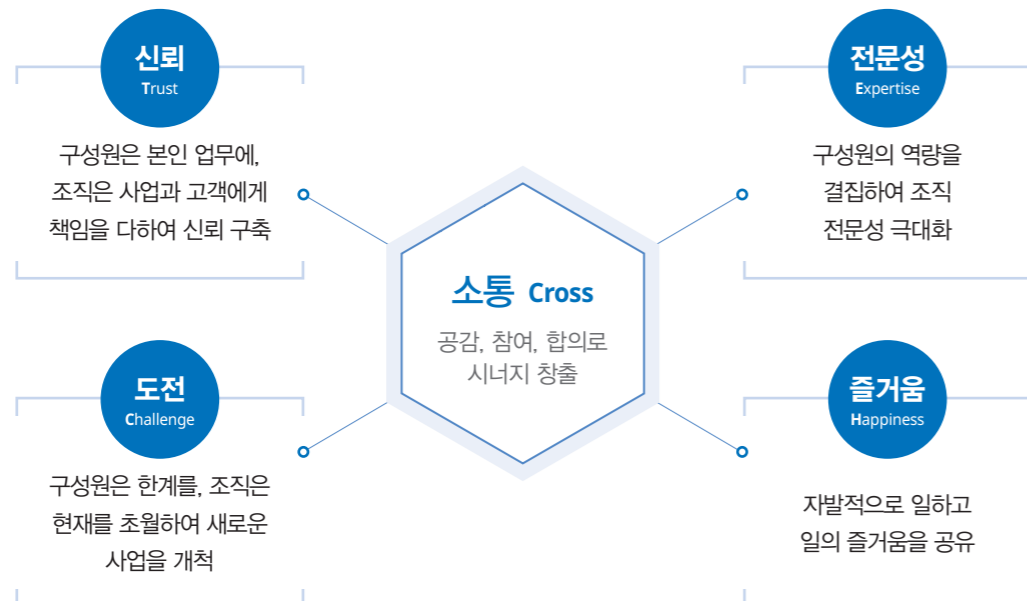 신뢰
Trust
구성원은 본인 업무에,
조직은 사업과 고객에게
책임을 다하여 신뢰 구축
전문성
Expertise
구성원의 역량을
결집하여 조직
전문성 극대화
소통 Cross
공감, 참여, 합의로
시너지 창출
도전
Challenge
구성원은 한계를, 조직은
현재를 초월하여 새로운
사업을 개척
즐거움
Happiness
자발적으로 일하고
일의 즐거움을 공유